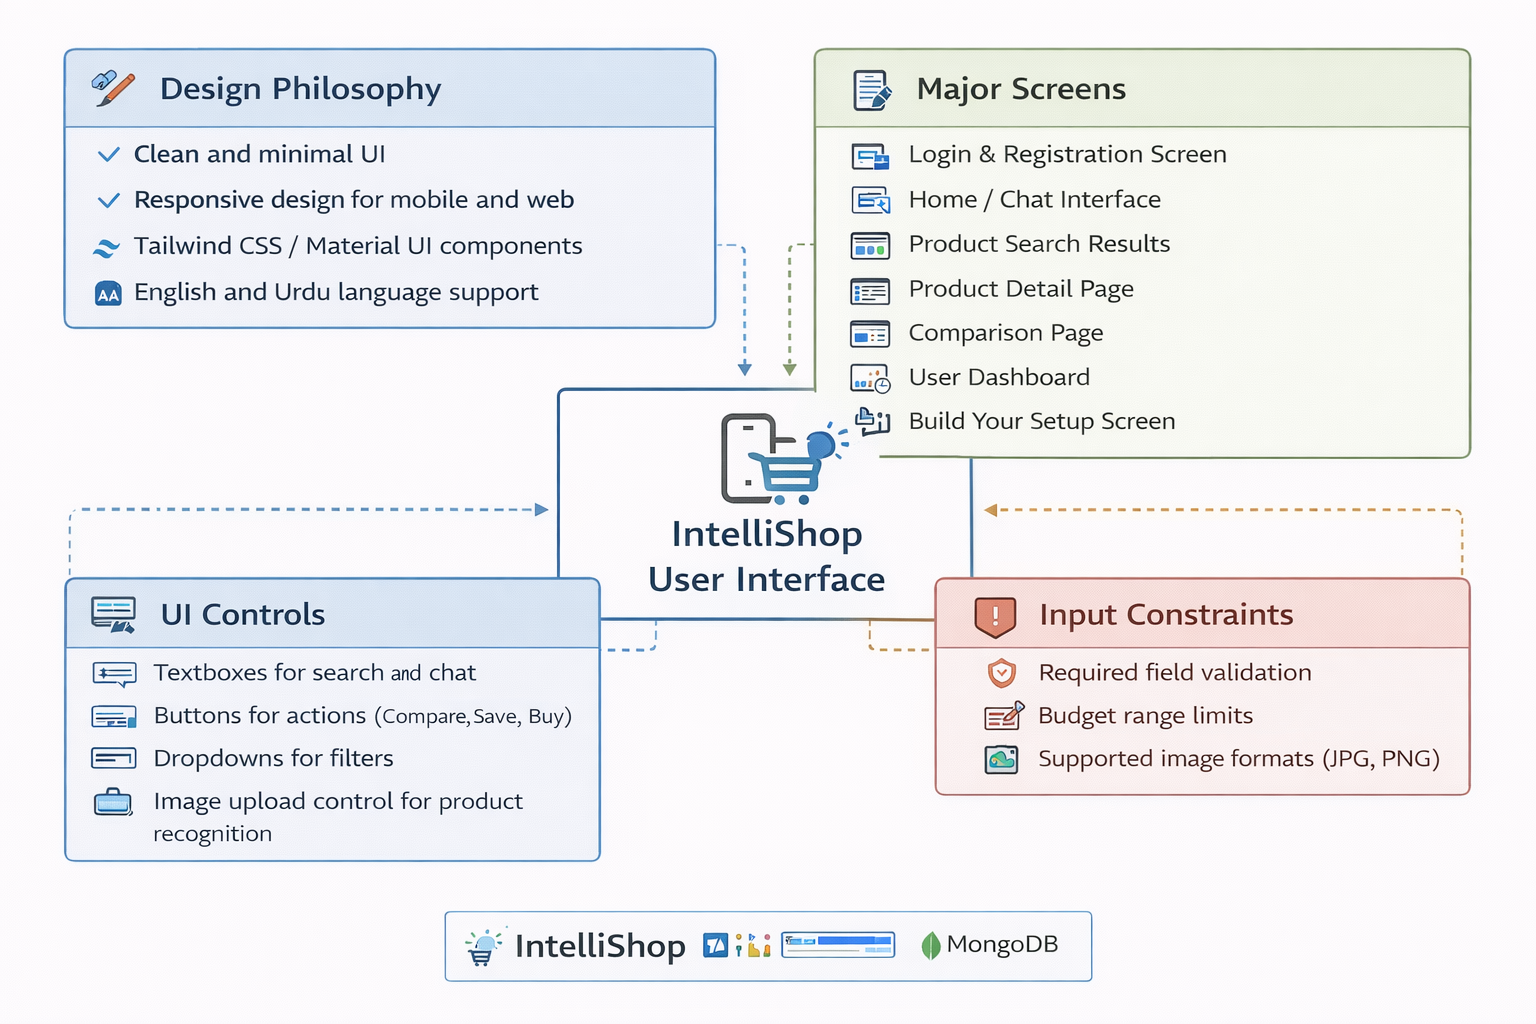 Design Philosophy
Clean and minimal UI
Responsive design for mobile and web
Tailwind CSS / Material UI components
AA English and Urdu language support
Major Screens
Login & Registration Screen
Home / Chat Interface
Product Search Results
Product Detail Page
Comparison Page
User Dashboard
Build Your Setup Screen
IntelliShop
User Interface
UI Controls
Textboxes for search and chat
Buttons for actions (Compare, Save, Buy)
Dropdowns for filters
Image upload control for product
recognition
Input Constraints
Required field validation
Budget range limits
Supported image formats (JPG, PNG)
IntelliShop MongoDB